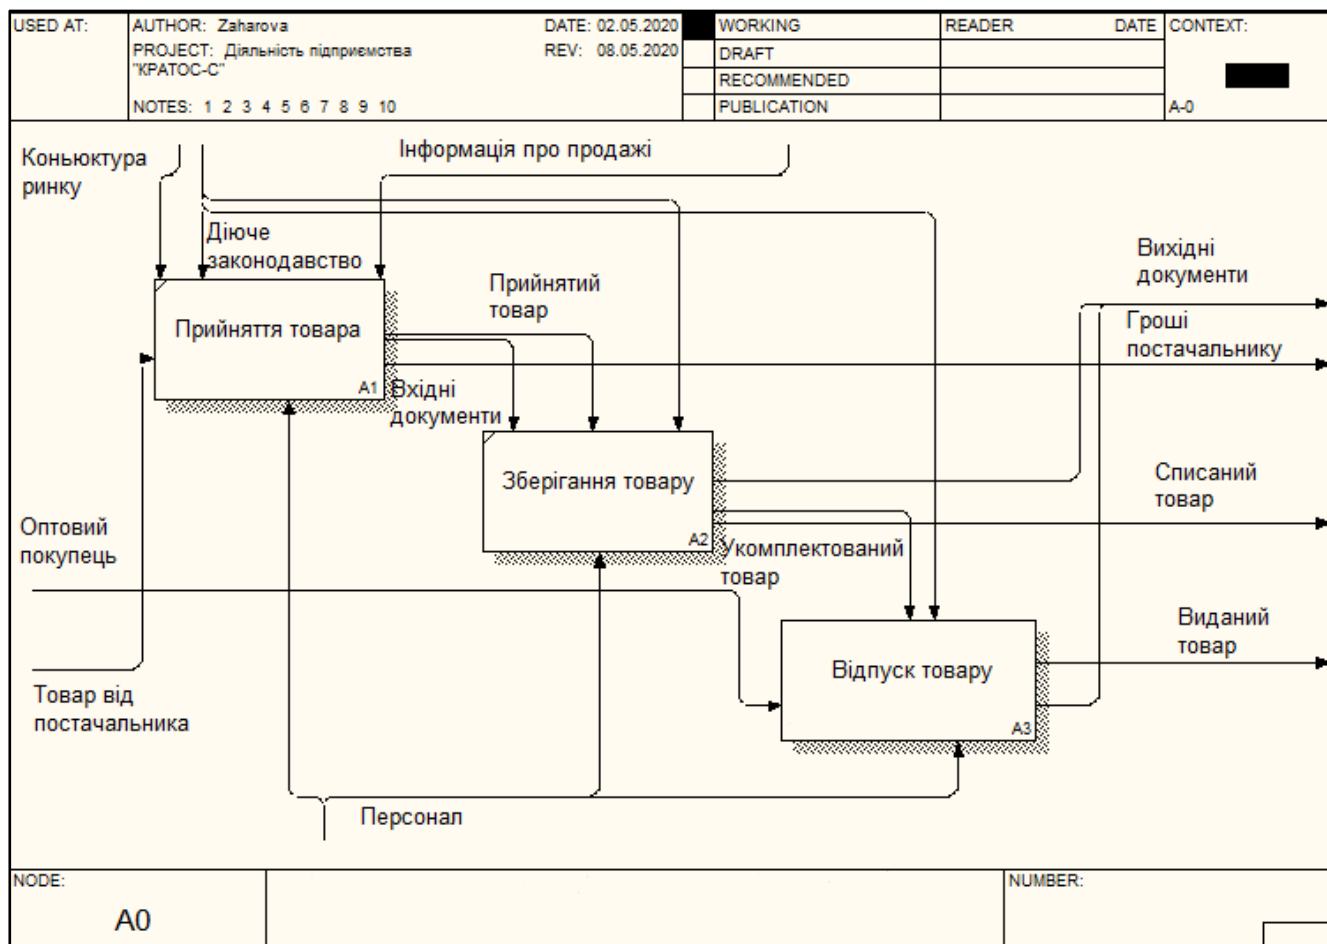 USED AT:
AUTHOR: Zaharova
DATE: 02.05.2020
PROJECT: Діяльність підприємства
"КРАТОС-С"
REV: 08.05.2020
NOTES: 1 2 3 4 5 6 7 8 9 10
WORKING
DRAFT
RECOMMENDED
PUBLICATION
READER
DATE
CONTEXT:
A-0
Коньюктура
ринку
Інформація про продажі
Діюче
законодавство
Прийняття товара
A1
Прийнятий
товар
Вхідні
документи
Вихідні
документи
Гроші
постачальнику
Зберігання товару
A2
Списаний
товар
Оптовий
покупець
Укомплектований
товар
Виданий
товар
Відпуск товару
A3
Товар від
постачальника
Персонал
NODE:
A0
NUMBER: